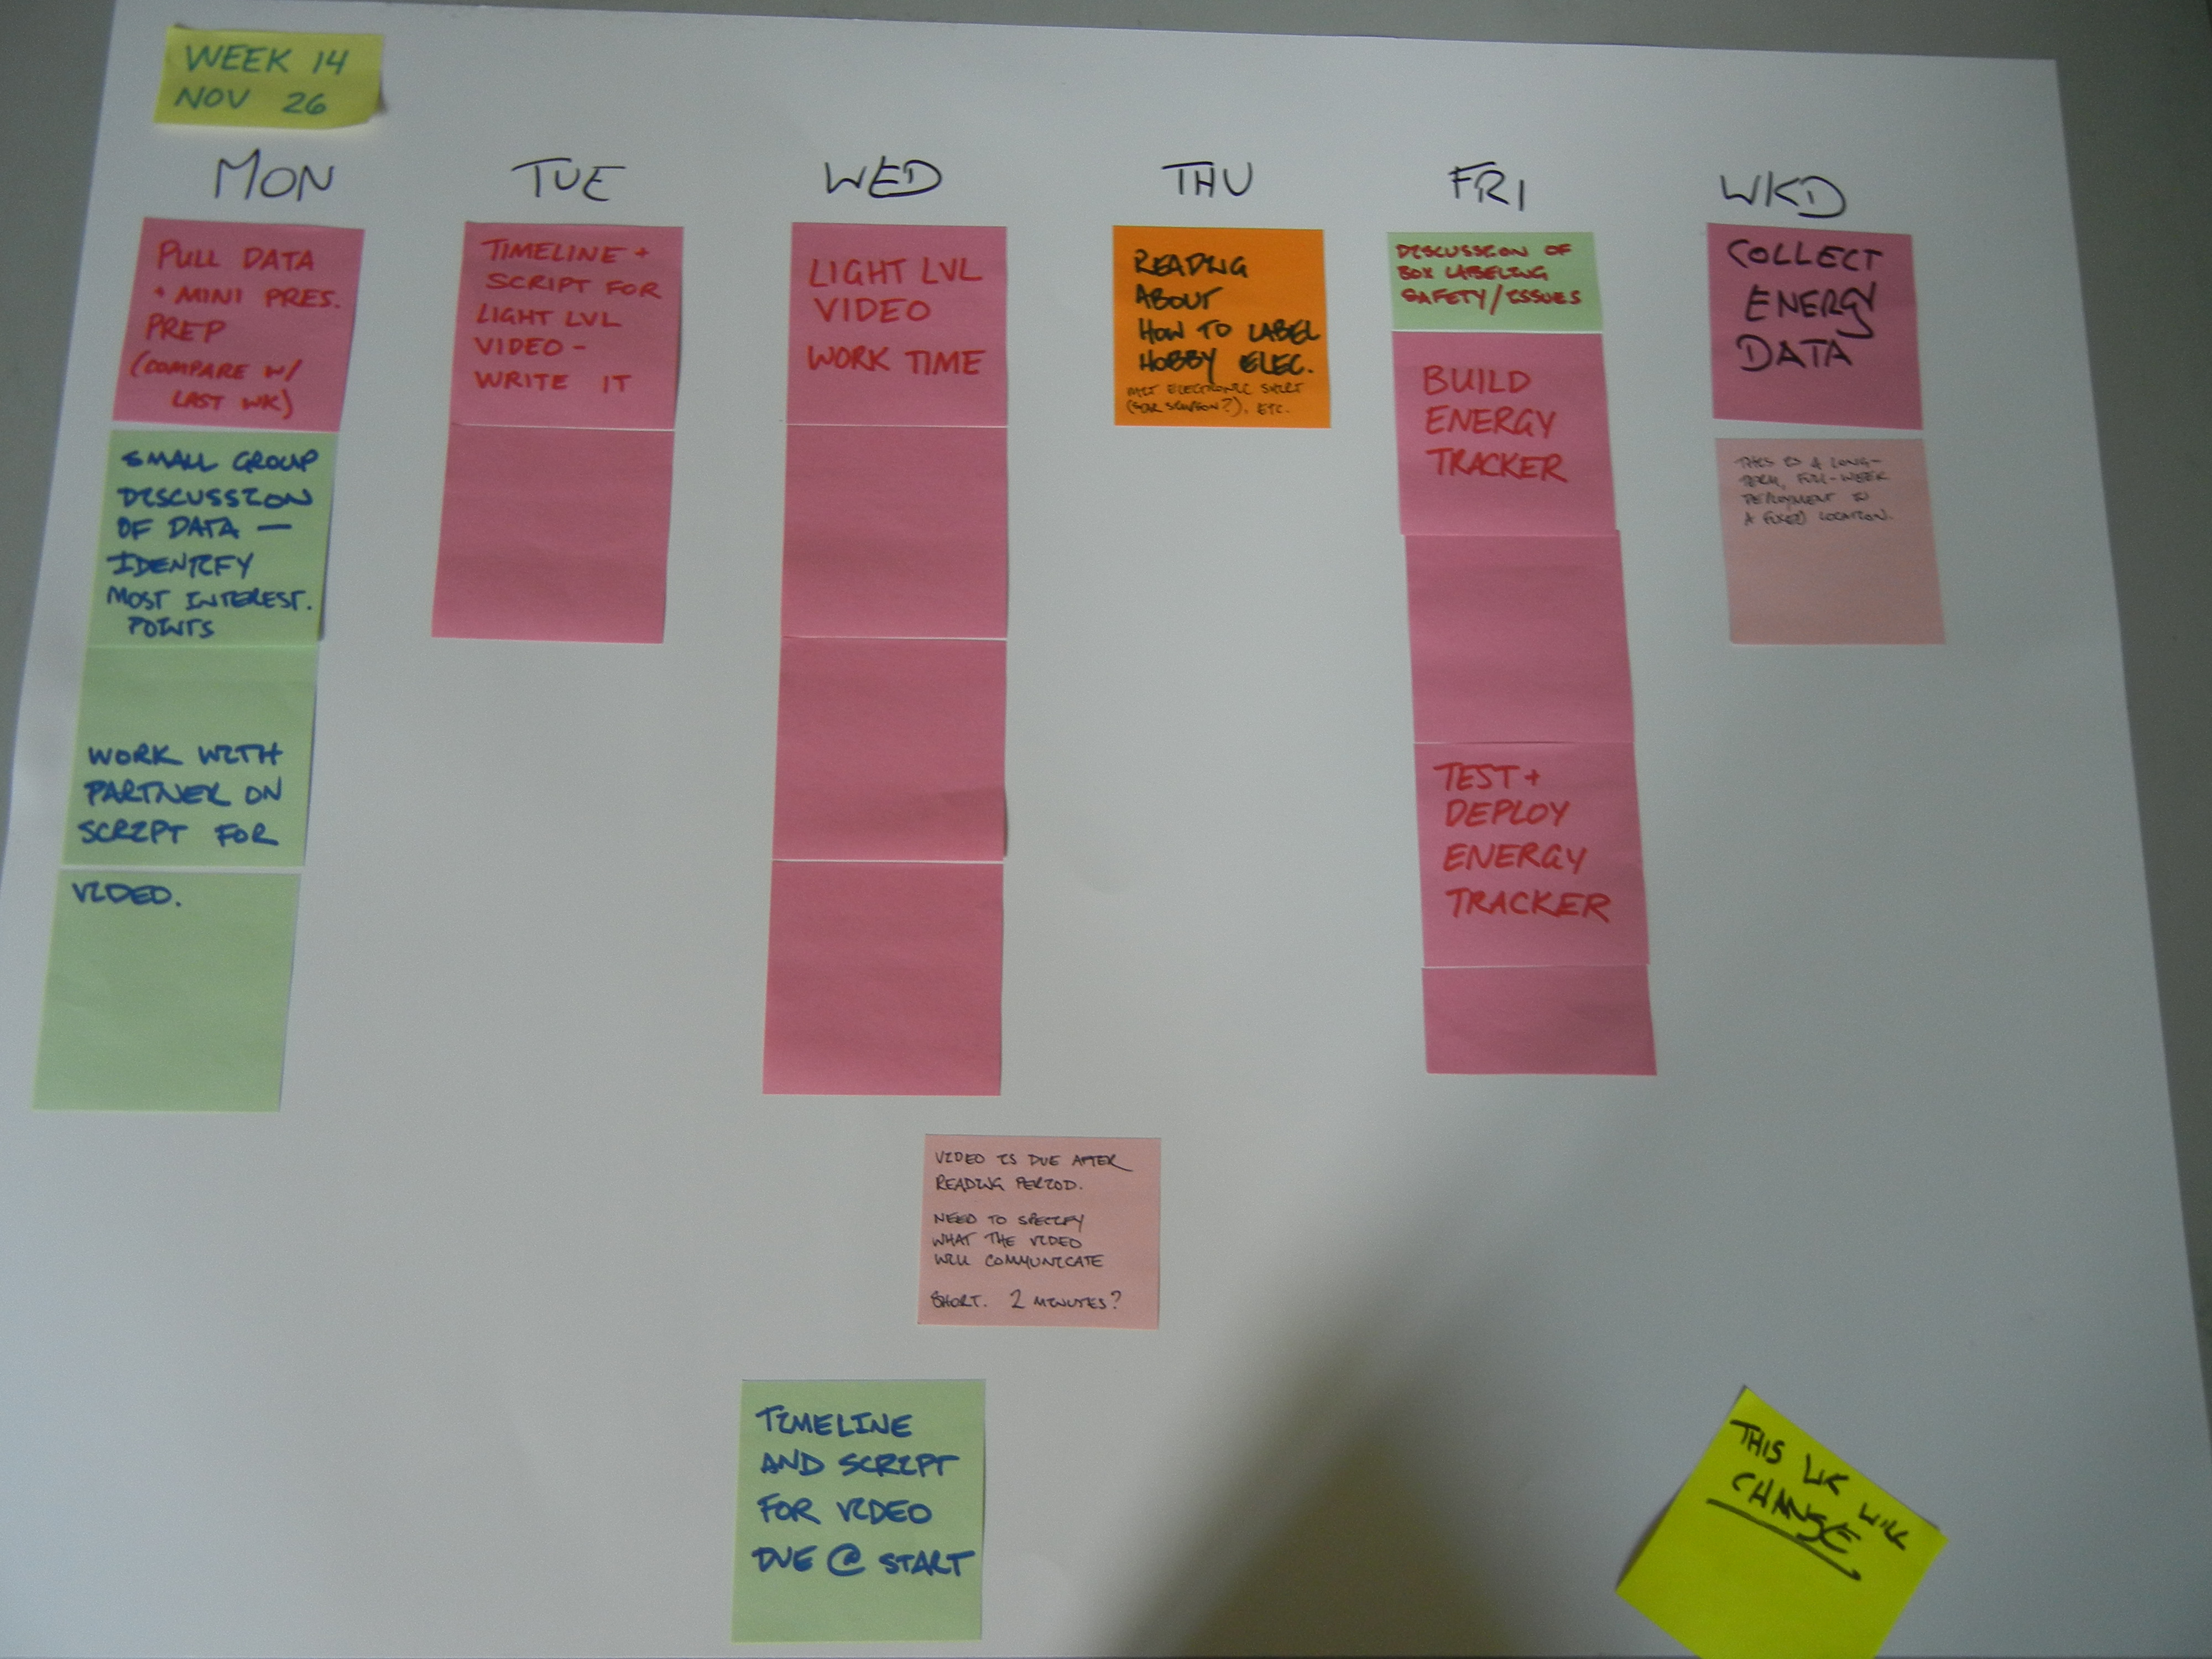 WEEK 14
NOV 26
MON
TUE
WED
THU
FRI
WKD
PULL DATA
+ MINI PRES.
PREP
(COMPARE W/
LAST WK)
SMALL GROUP
DISCUSSION
OF DATA —
IDENTIFY
MOST INTEREST.
POINTS
WORK WITH
PARTNER ON
SCRIPT FOR
VIDEO.
TIMELINE +
SCRIPT FOR
LIGHT LVL
VIDEO -
WRITE IT
LIGHT LVL
VIDEO
WORK TIME
READING
ABOUT
HOW TO LABEL
HOBBY ELEC.
MIT ELECTRONIC SHIRT
(STAR SIMPSON?), ETC.
DISCUSSION OF
BOX LABELING
SAFETY/ISSUES
BUILD
ENERGY
TRACKER
TEST +
DEPLOY
ENERGY
TRACKER
COLLECT
ENERGY
DATA
THIS IS A LONG-
TERM, FULL-WEEK
DEPLOYMENT IN
A FIXED LOCATION.
VIDEO IS DUE AFTER
READING PERIOD.
NEED TO SPECIFY
WHAT THE VIDEO
WILL COMMUNICATE
SHORT. 2 MINUTES?
TIMELINE
AND SCRIPT
FOR VIDEO
DUE @ START
THIS WK WILL
CHANGE